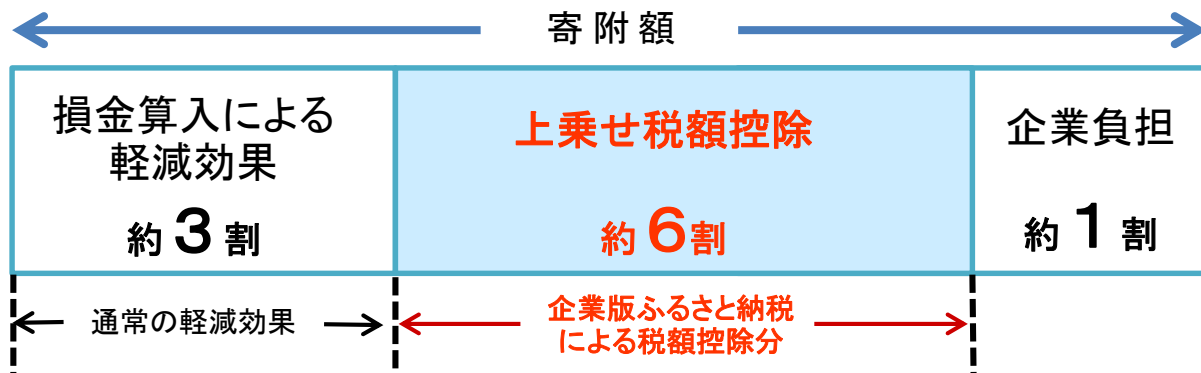 寄附額
損金算入による
軽減効果
約3割
上乗せ税額控除
約6割
企業負担
約1割
通常の軽減効果
企業版ふるさと納税
による税額控除分